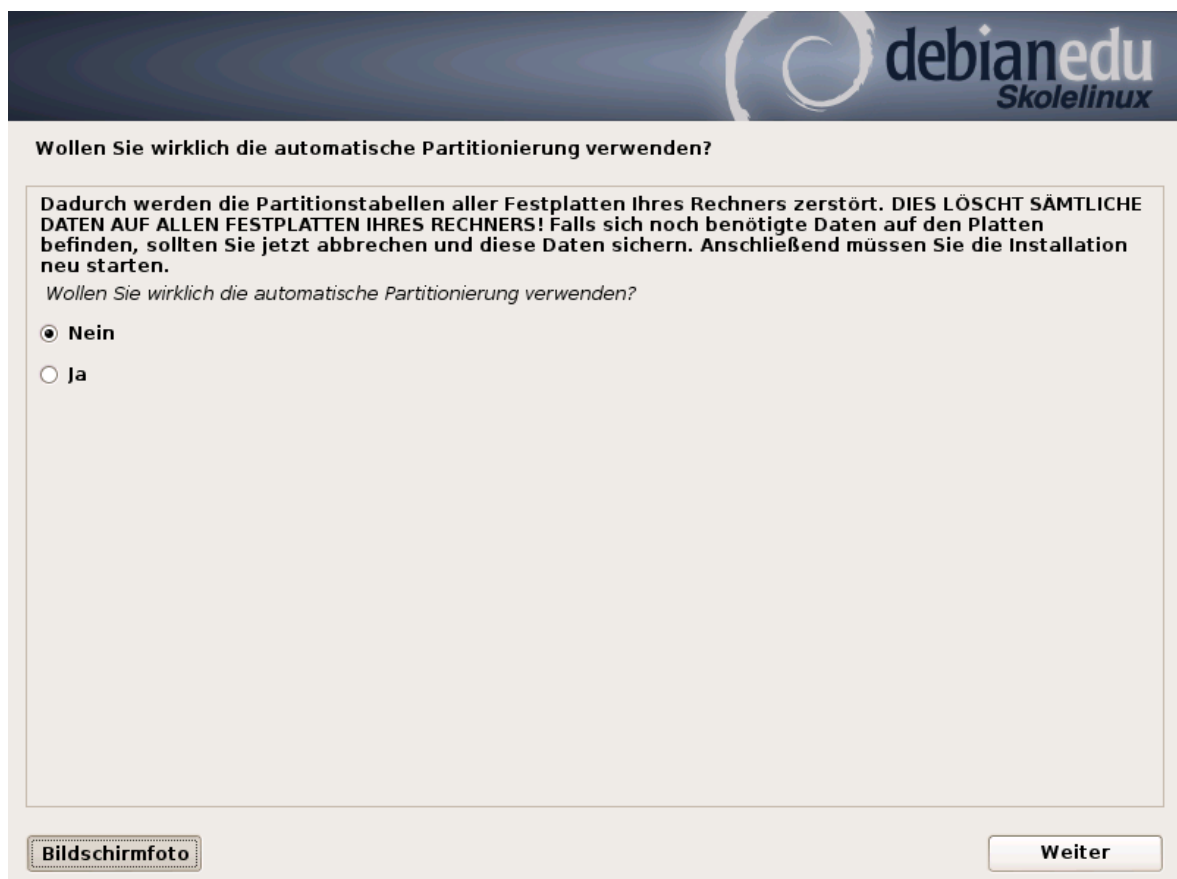 debianedu
Skolelinux
Wollen Sie wirklich die automatische Partitionierung verwenden?
Dadurch werden die Partitionstabellen aller Festplatten Ihres Rechners zerstört. DIES LÖSCHT SÄMTLICHE
DATEN AUF ALLEN FESTPLATTEN IHRES RECHNERS! Falls sich noch benötigte Daten auf den Platten
befinden, sollten Sie jetzt abbrechen und diese Daten sichern. Anschließend müssen Sie die Installation
neu starten.
Wollen Sie wirklich die automatische Partitionierung verwenden?
Nein
Ja
Bildschirmfoto
Weiter